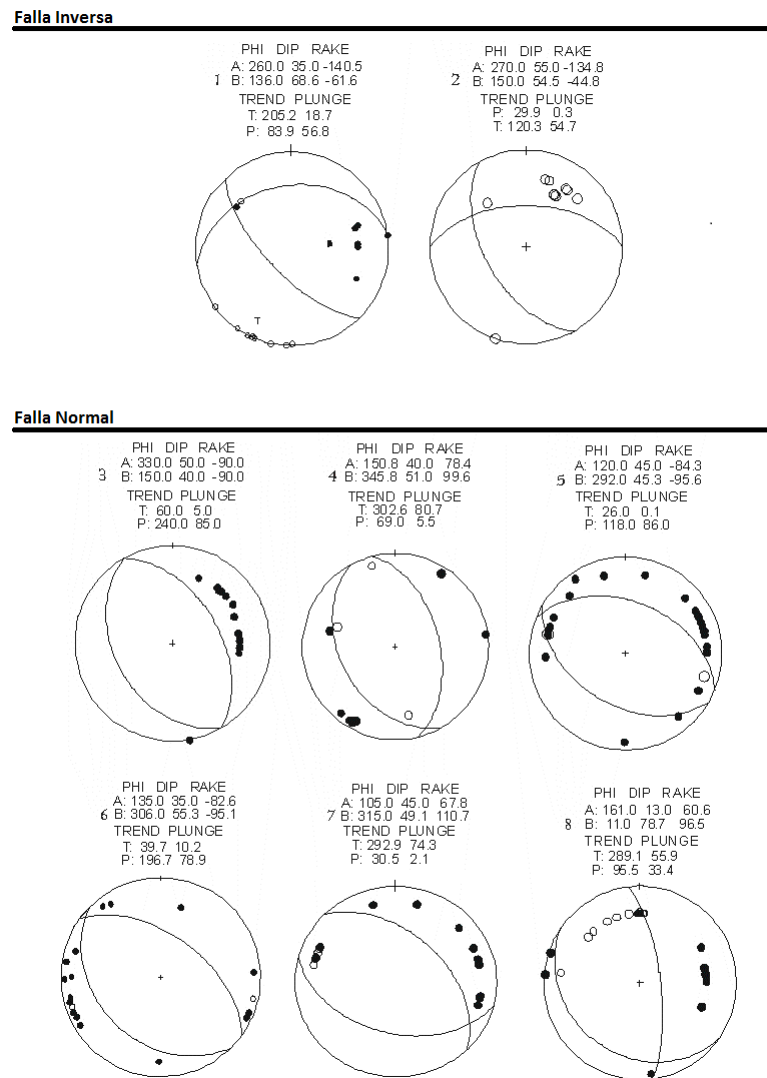 Falla Inversa
PHI DIP RAKE
A: 260.0 35.0 -140.5
1 B: 136.0 68.6 -61.6
TREND PLUNGE
T: 205.2 18.7
P: 83.9 56.8
T
PHI DIP RAKE
A: 270.0 55.0 -134.8
2 B: 150.0 54.5 -44.8
TREND PLUNGE
P: 29.9 0.3
T: 120.3 54.7
Falla Normal
PHI DIP RAKE
A: 330.0 50.0 -90.0
3 B: 150.0 40.0 -90.0
TREND PLUNGE
T: 60.0 5.0
P: 240.0 85.0
PHI DIP RAKE
A: 150.8 40.0 78.4
4 B: 345.8 51.0 99.6
TREND PLUNGE
T: 302.6 80.7
P: 69.0 5.5
PHI DIP RAKE
A: 120.0 45.0 -84.3
5 B: 292.0 45.3 -95.6
TREND PLUNGE
T: 26.0 0.1
P: 118.0 86.0
PHI DIP RAKE
A: 135.0 35.0 -82.6
6 B: 306.0 55.3 -95.1
TREND PLUNGE
T: 39.7 10.2
P: 196.7 78.9
PHI DIP RAKE
A: 105.0 45.0 67.8
7 B: 315.0 49.1 110.7
TREND PLUNGE
T: 292.9 74.3
P: 30.5 2.1
PHI DIP RAKE
A: 161.0 13.0 60.6
8 B: 11.0 78.7 96.5
TREND PLUNGE
T: 289.1 55.9
P: 95.5 33.4